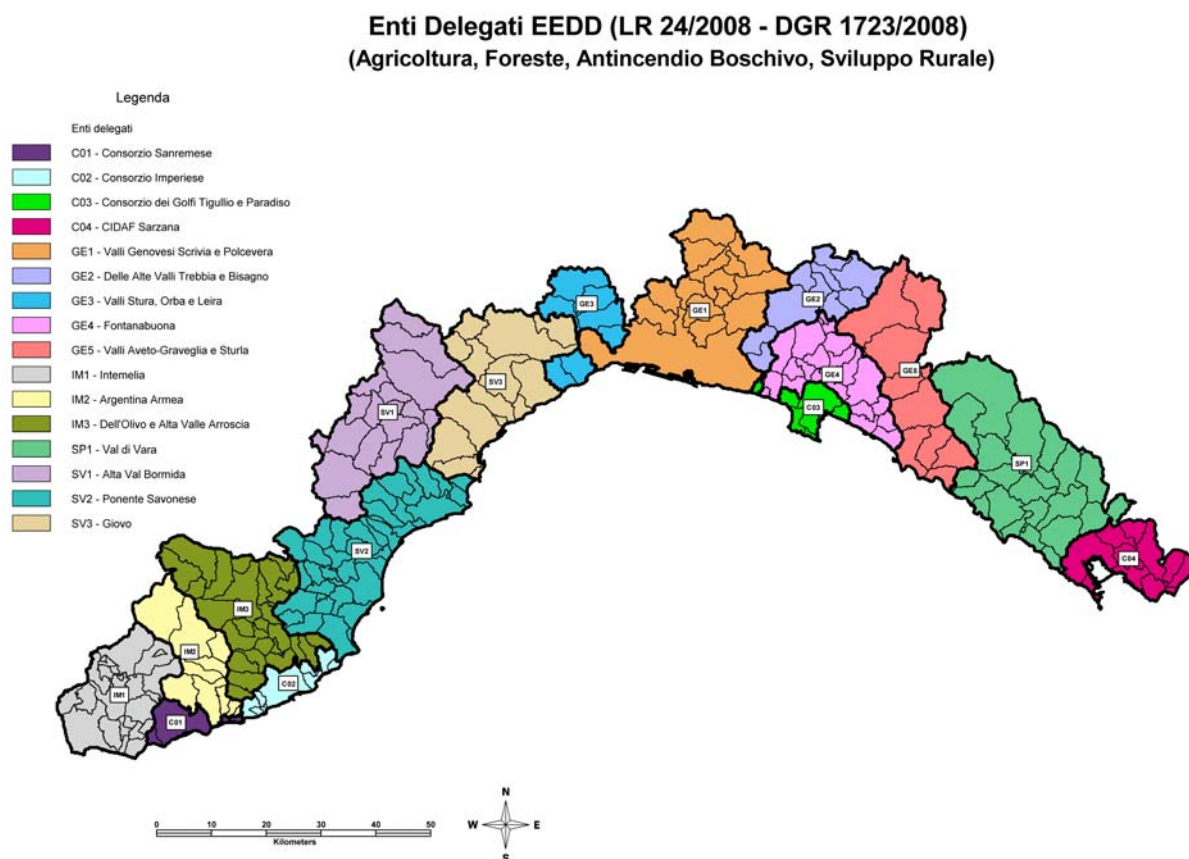 Enti Delegati EEDD (LR 24/2008 - DGR 1723/2008)
(Agricoltura, Foreste, Antincendio Boschivo, Sviluppo Rurale)
Legenda
Enti delegati
C01 - Consorzio Sanremese
C02 - Consorzio Imperiese
C03 - Consorzio dei Golfi Tigullio e Paradiso
C04 - CIDAF Sarzana
GE1 - Valli Genovesi Scrivia e Polcevera
GE2 - Delle Alte Valli Trebbia e Bisagno
GE3 - Valli Stura, Orba e Leira
GE4 - Fontanabuona
GE5 - Valli Aveto-Graveglia e Sturla
IM1 - Intemelia
IM2 - Argentina Armea
IM3 - Dell'Olivo e Alta Valle Arroscia
SP1 - Val di Vara
SV1 - Alta Val Bormida
SV2 - Ponente Savonese
SV3 - Giovo
GE3
GE2
GE1
SV3
GE5
GE4
C03
SV1
SP1
SV2
C04
IM3
IM2
C02
IM1
C01
0 10 20 30 40 50
Kilometers
N
W E
S